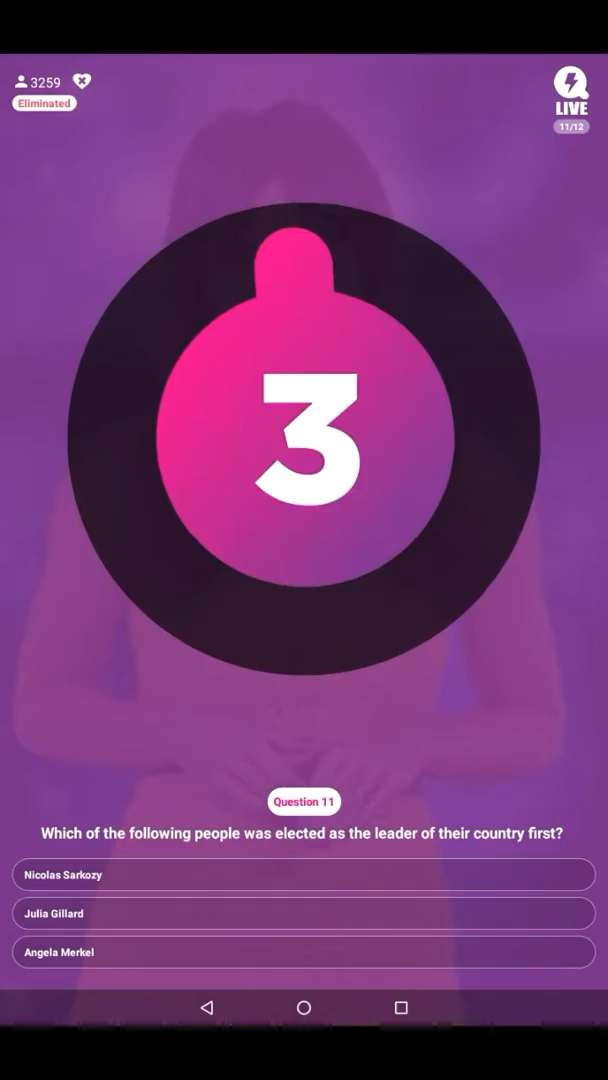 3259
Eliminated
LIVE
11/12
3
Question 11
Which of the following people was elected as the leader of their country first?
Nicolas Sarkozy
Julia Gillard
Angela Merkel